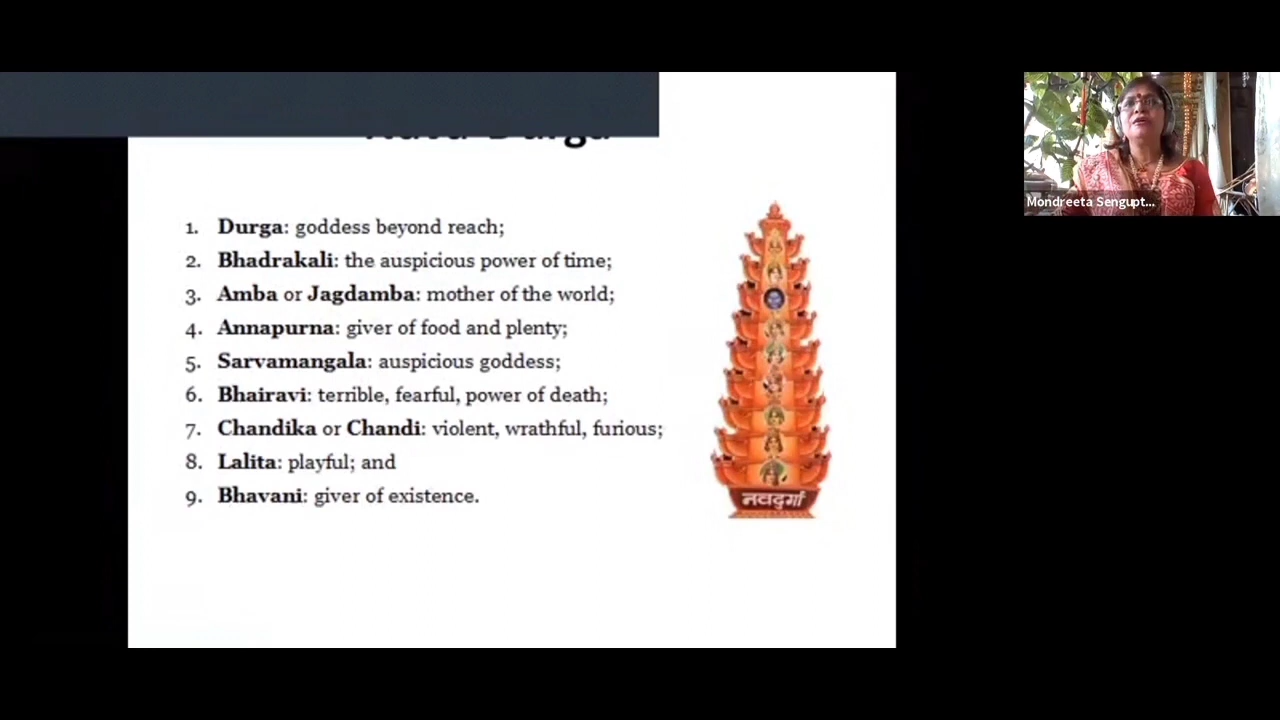 Mondreeta Sengupt...
1. Durga: goddess beyond reach;
2. Bhadrakali: the auspicious power of time;
3. Amba or Jagdamba: mother of the world;
4. Annapurna: giver of food and plenty;
5. Sarvamangala: auspicious goddess;
6. Bhairavi: terrible, fearful, power of death;
7. Chandika or Chandi: violent, wrathful, furious;
8. Lalita: playful; and
9. Bhavani: giver of existence.
नवदुर्गा